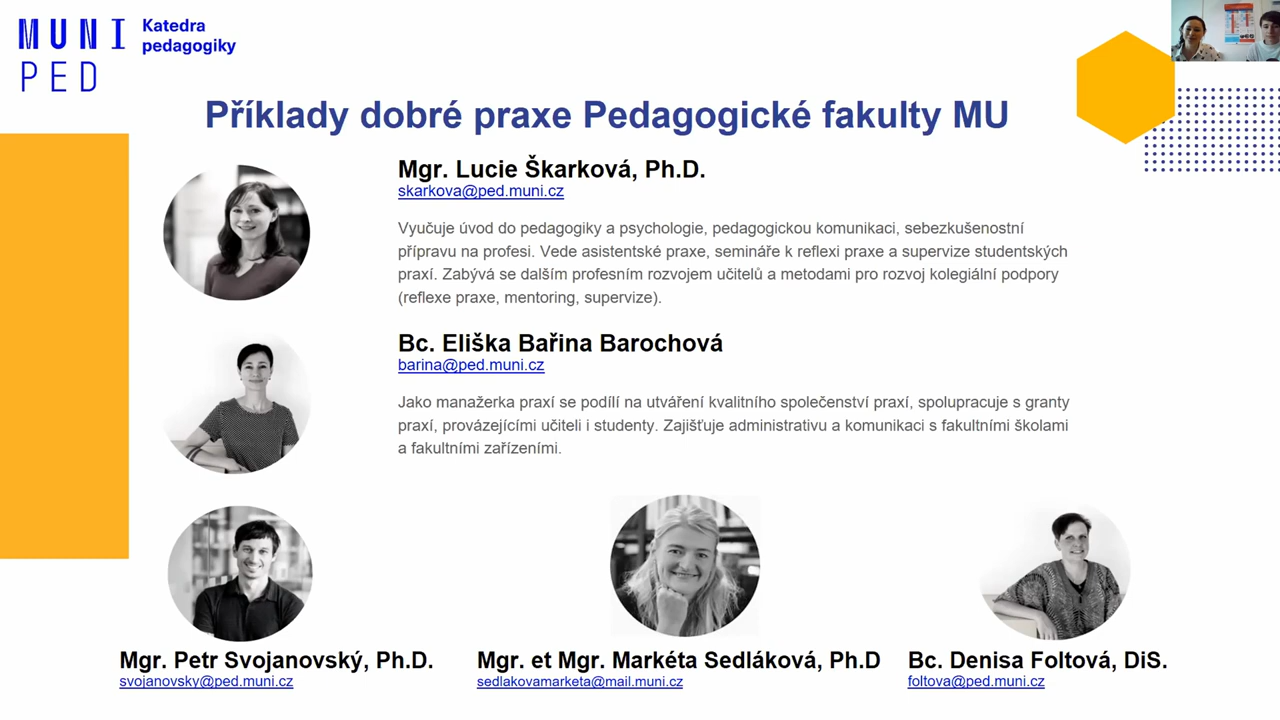 MUNI Katedra
PED pedagogiky
Příklady dobré praxe Pedagogické fakulty MU
Mgr. Lucie Škarková, Ph.D.
skarkova@ped.muni.cz
Vyučuje úvod do pedagogiky a psychologie, pedagogickou komunikaci, sebezkušenostní
přípravu na profesi. Vede asistentské praxe, semináře k reflexi praxe a supervize studentských
praxí. Zabývá se dalším profesním rozvojem učitelů a metodami pro rozvoj kolegiální podpory
(reflexe praxe, mentoring, supervize).
Bc. Eliška Bařina Barochová
barina@ped.muni.cz
Jako manažerka praxí se podílí na utváření kvalitního společenství praxí, spolupracuje s granty
praxí, provázejícími učiteli i studenty. Zajišťuje administrativu a komunikaci s fakultními školami
a fakultními zařízeními.
Mgr. Petr Svojanovský, Ph.D.
svojanovsky@ped.muni.cz
Mgr. et Mgr. Markéta Sedláková, Ph.D
sedlakovamarketa@mail.muni.cz
Bc. Denisa Foltová, DiS.
foltova@ped.muni.cz